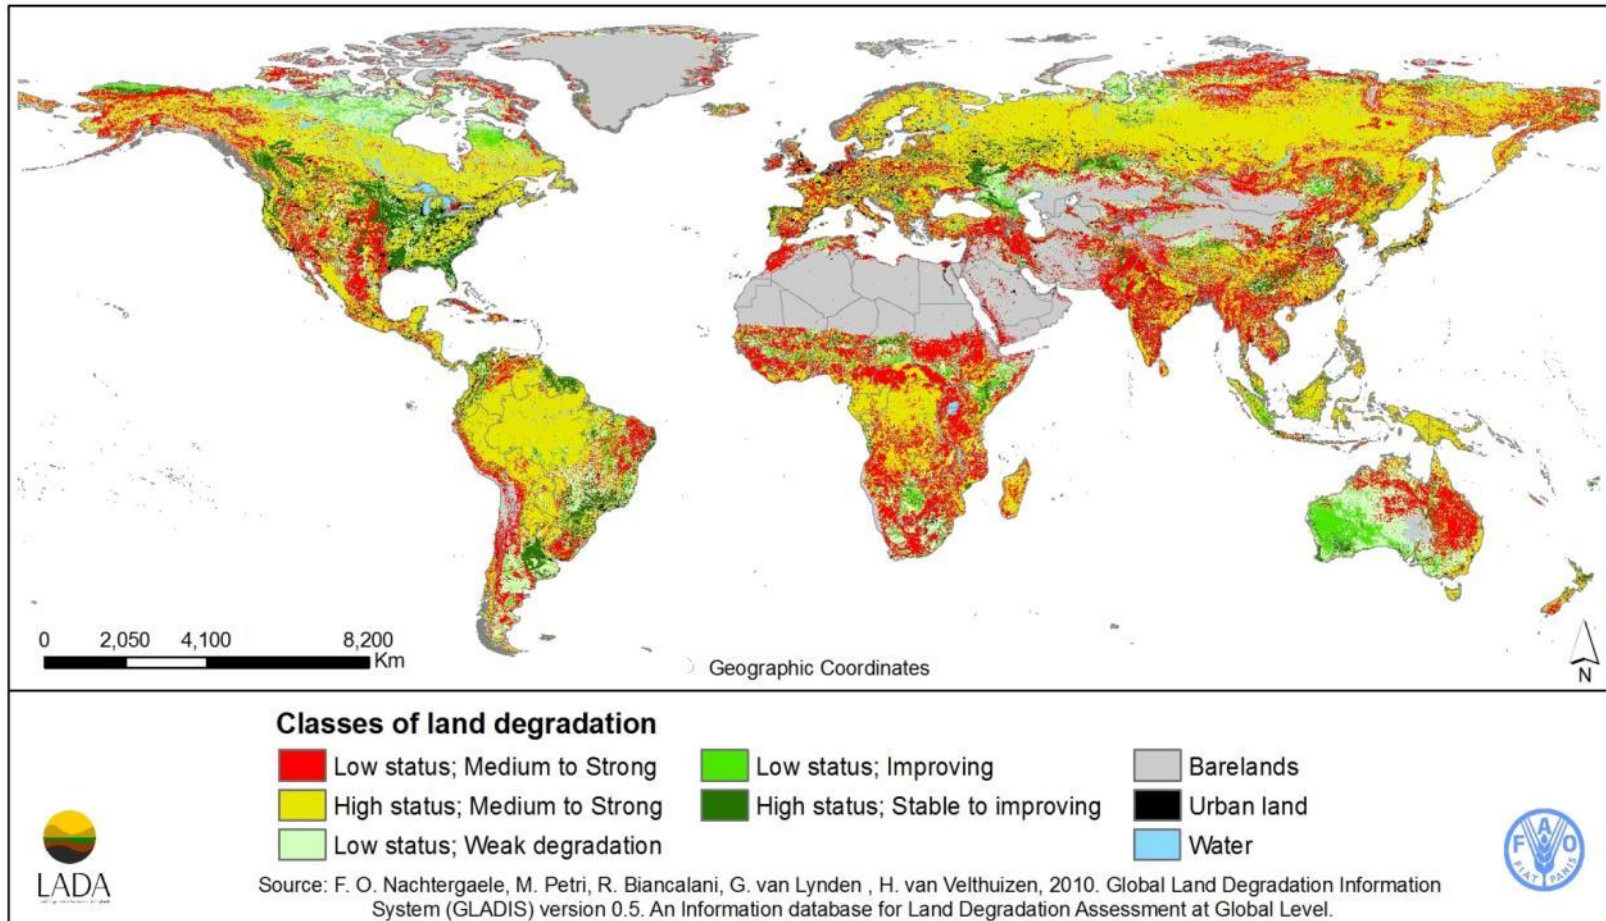 0 2,050 4,100 8,200
Km
Geographic Coordinates
N
Classes of land degradation
Low status; Medium to Strong
High status; Medium to Strong
Low status; Weak degradation
Low status; Improving
High status; Stable to improving
Barelands
Urban land
Water
LADA
F A O
FIAT PANIS
Source: F. O. Nachtergaele, M. Petri, R. Biancalani, G. van Lynden , H. van Velthuizen, 2010. Global Land Degradation Information
System (GLADIS) version 0.5. An Information database for Land Degradation Assessment at Global Level.